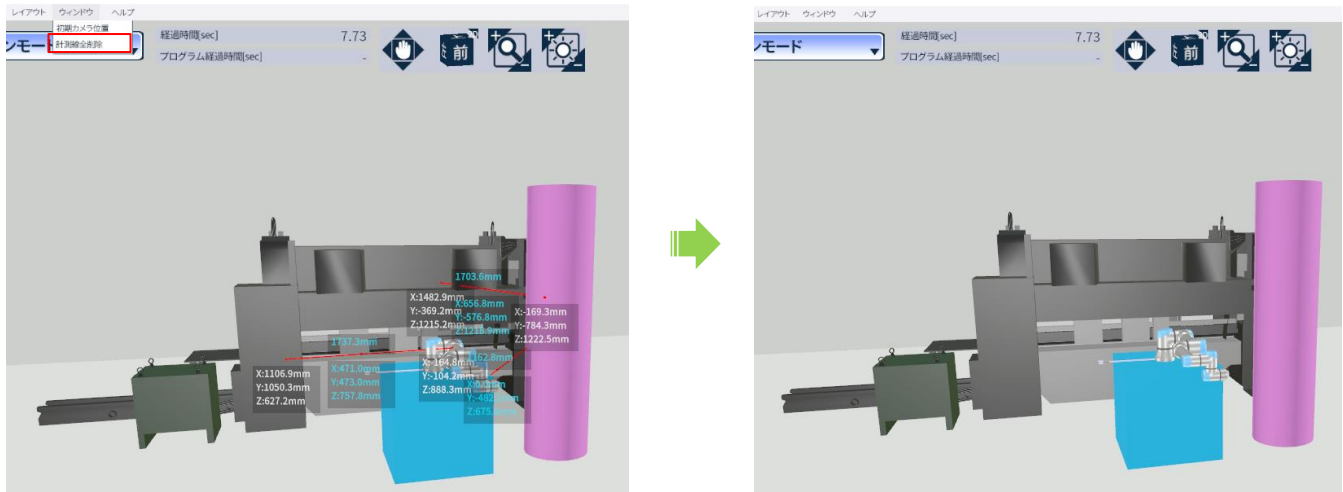 レイアウト ウィンドウ ヘルプ
初期カメラ位置
計測線全削除
ンモード
経過時間[sec] 7.73
プログラム経過時間[sec] -
前
1703.6mm
X:1482.9mm
Y:-369.2mm
Z:1215.2mm
X:656.8mm
Y:-576.8mm
Z:1218.9mm
X:-169.3mm
Y:-784.3mm
Z:1222.5mm
1737.3mm
X:1106.9mm
Y:1050.3mm
Z:627.2mm
X:471.0mm
Y:473.0mm
Z:757.8mm
X:-164.8mm
Y:-104.2mm
Z:888.3mm
レイアウト ウィンドウ ヘルプ
ンモード
経過時間[sec] 7.73
プログラム経過時間[sec] -
前